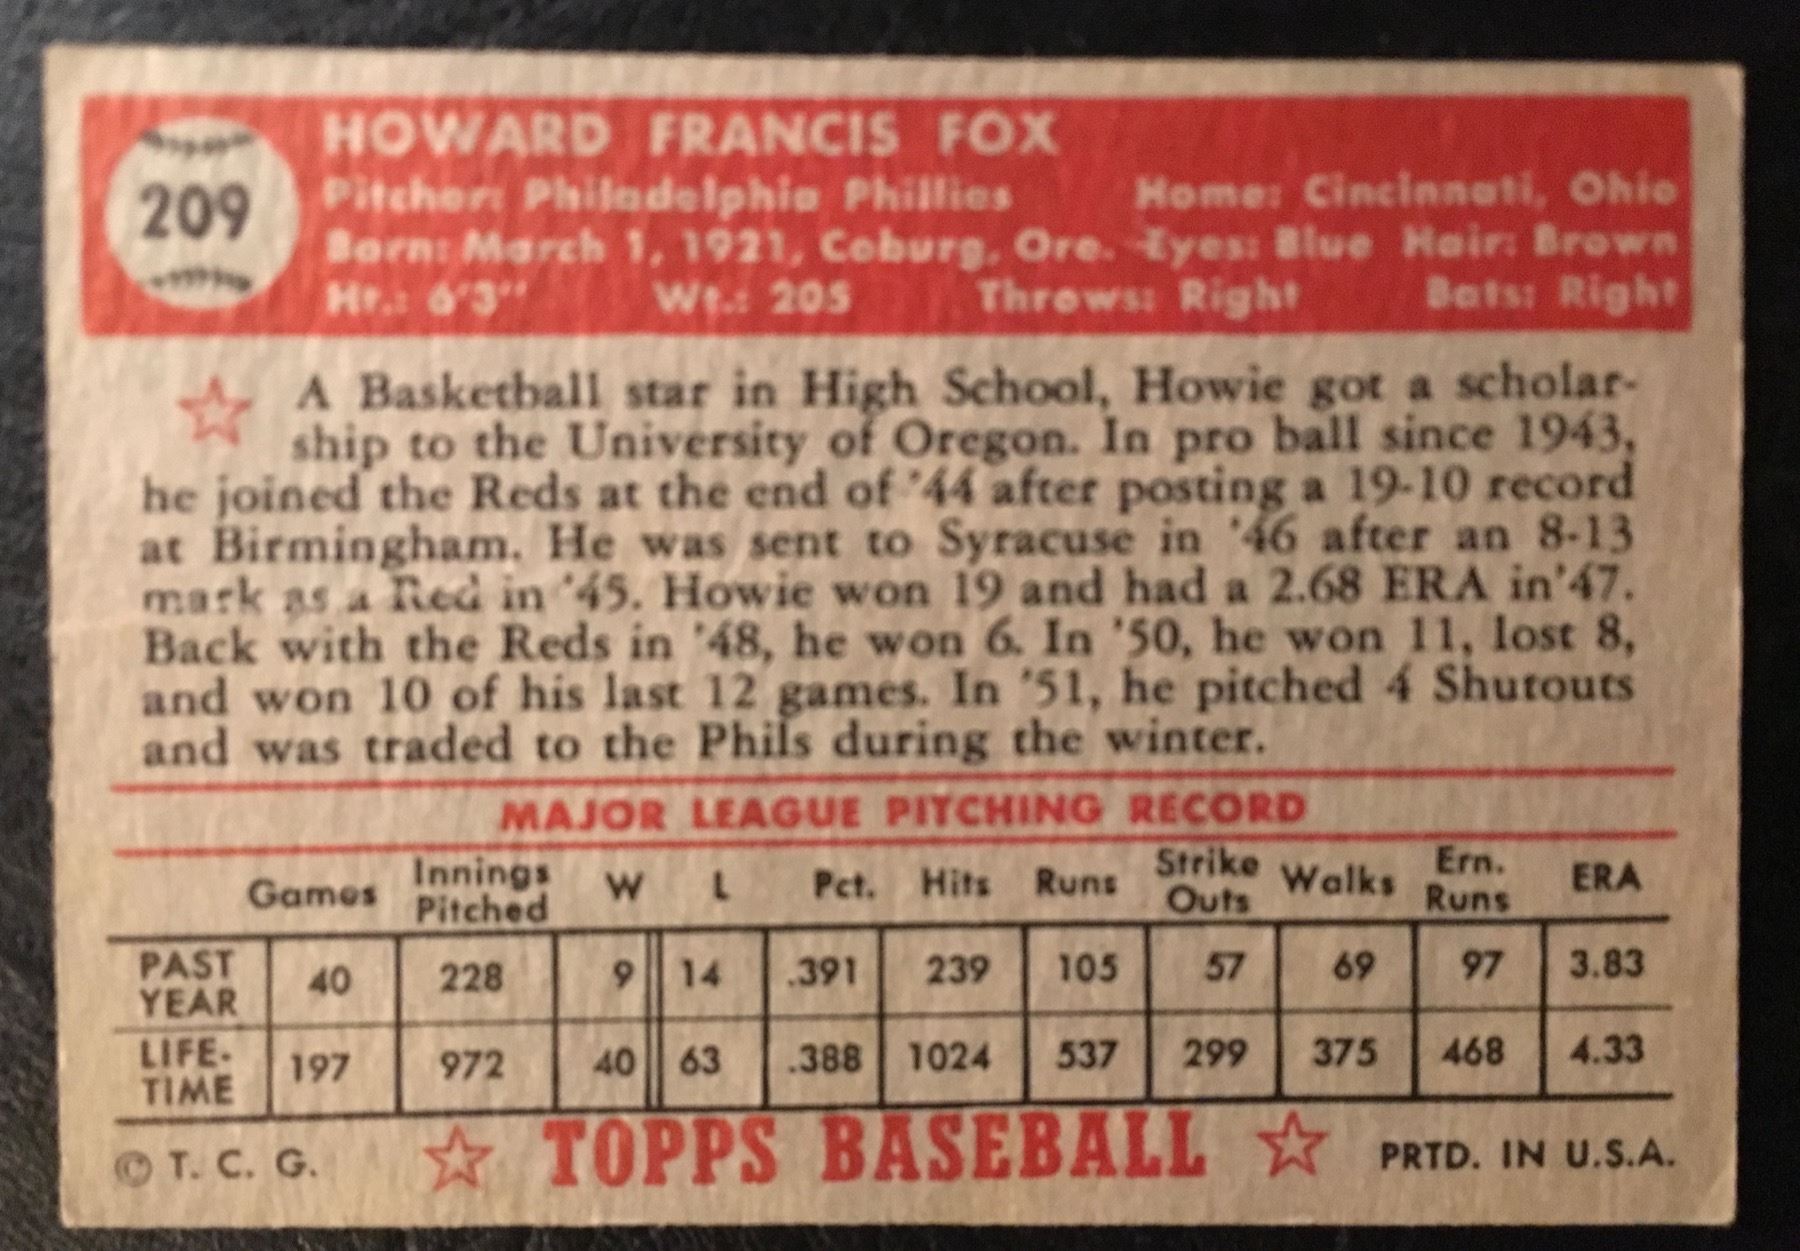 209
HOWARD FRANCIS FOX
Pitcher: Philadelphia Phillies Home: Cincinnati, Ohio
Born: March 1, 1921, Coburg, Ore. Eyes: Blue Hair: Brown
Ht.: 6'3" Wt.: 205 Throws: Right Bats: Right
A Basketball star in High School, Howie got a scholar-
ship to the University of Oregon. In pro ball since 1943,
he joined the Reds at the end of '44 after posting a 19-10 record
at Birmingham. He was sent to Syracuse in '46 after an 8-13
mark as a Red in '45. Howie won 19 and had a 2.68 ERA in'47.
Back with the Reds in '48, he won 6. In '50, he won 11, lost 8,
and won 10 of his last 12 games. In '51, he pitched 4 Shutouts
and was traded to the Phils during the winter.
MAJOR LEAGUE PITCHING RECORD
Games Innings Pitched W L Pct. Hits Runs Strike Outs Walks Ern. Runs ERA
PAST YEAR 40 228 9 14 .391 239 105 57 69 97 3.83
LIFE-TIME 197 972 40 63 .388 1024 537 299 375 468 4.33
© T. C. G. TOPPS BASEBALL PRTD. IN U.S.A.